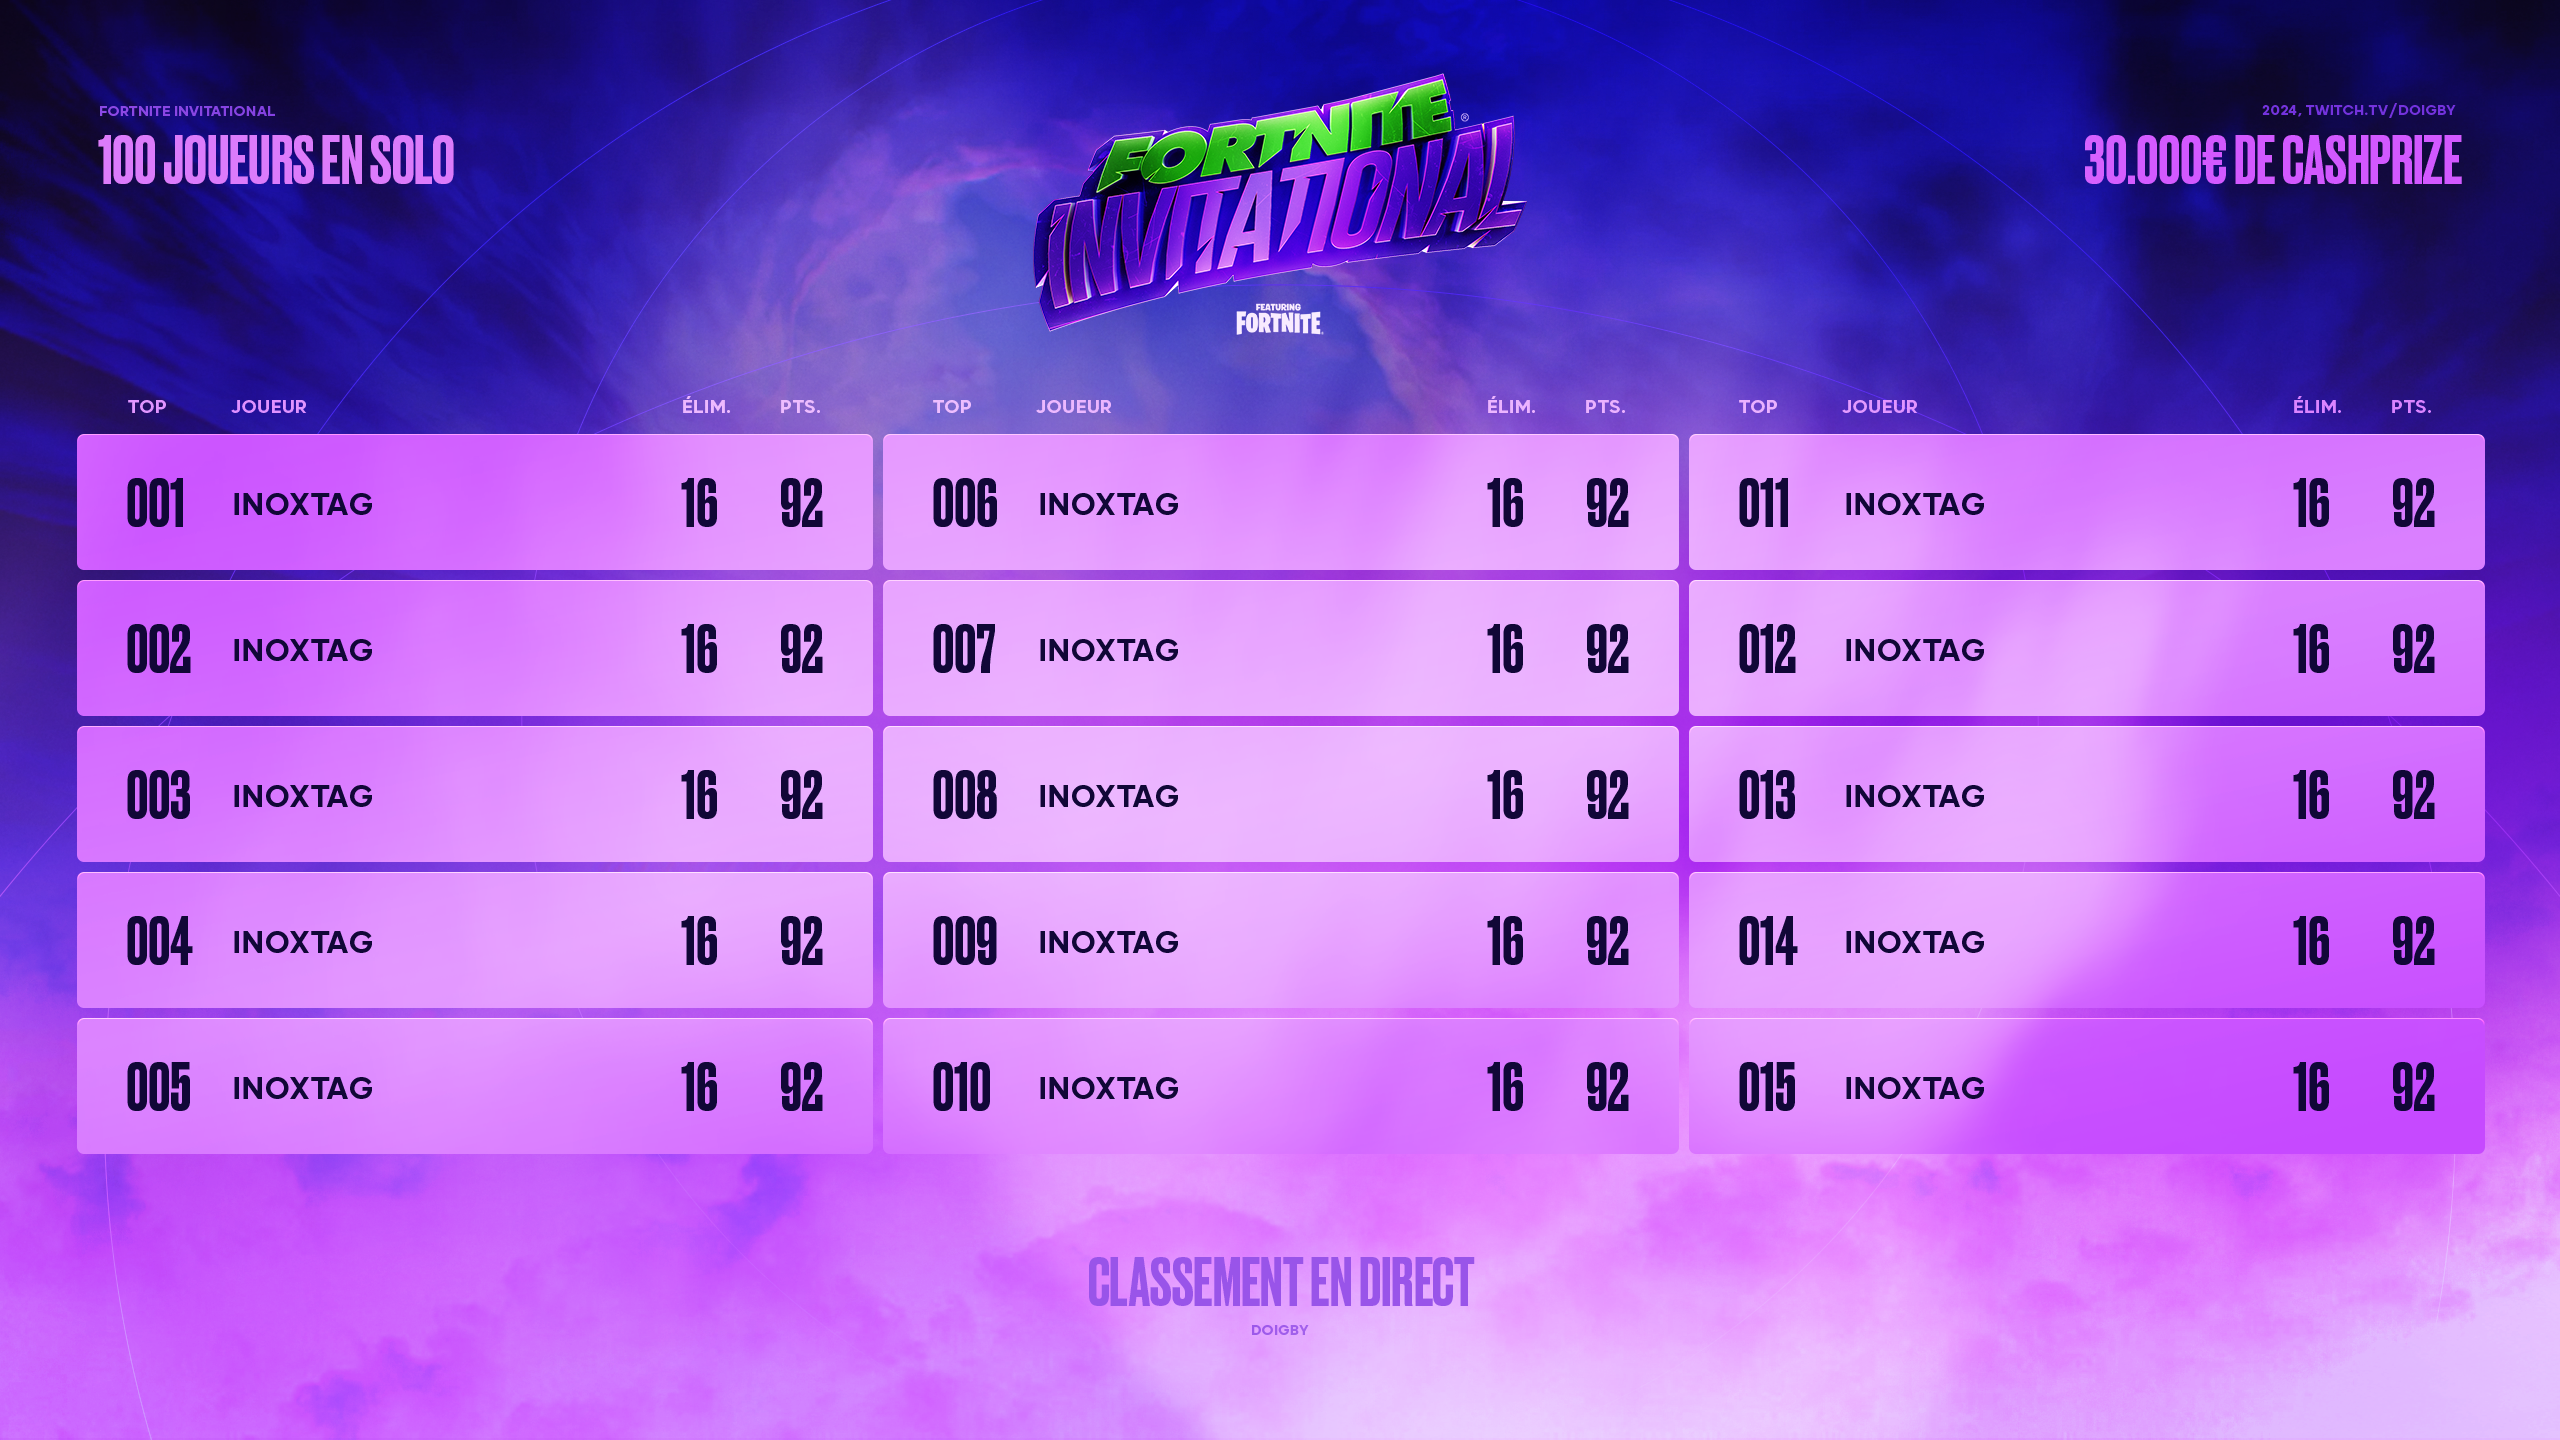 FORTNITE INVITATIONAL
100 JOUEURS EN SOLO
FORTNITE®
INVITATIONAL
FEATURING
FORTNITE
2024, TWITCH.TV/DOIGBY
30.000€ DE CASHPRIZE
TOP JOUEUR ÉLIM. PTS.
001 INOXTAG 16 92
002 INOXTAG 16 92
003 INOXTAG 16 92
004 INOXTAG 16 92
005 INOXTAG 16 92
TOP JOUEUR ÉLIM. PTS.
006 INOXTAG 16 92
007 INOXTAG 16 92
008 INOXTAG 16 92
009 INOXTAG 16 92
010 INOXTAG 16 92
TOP JOUEUR ÉLIM. PTS.
011 INOXTAG 16 92
012 INOXTAG 16 92
013 INOXTAG 16 92
014 INOXTAG 16 92
015 INOXTAG 16 92
CLASSEMENT EN DIRECT
DOIGBY